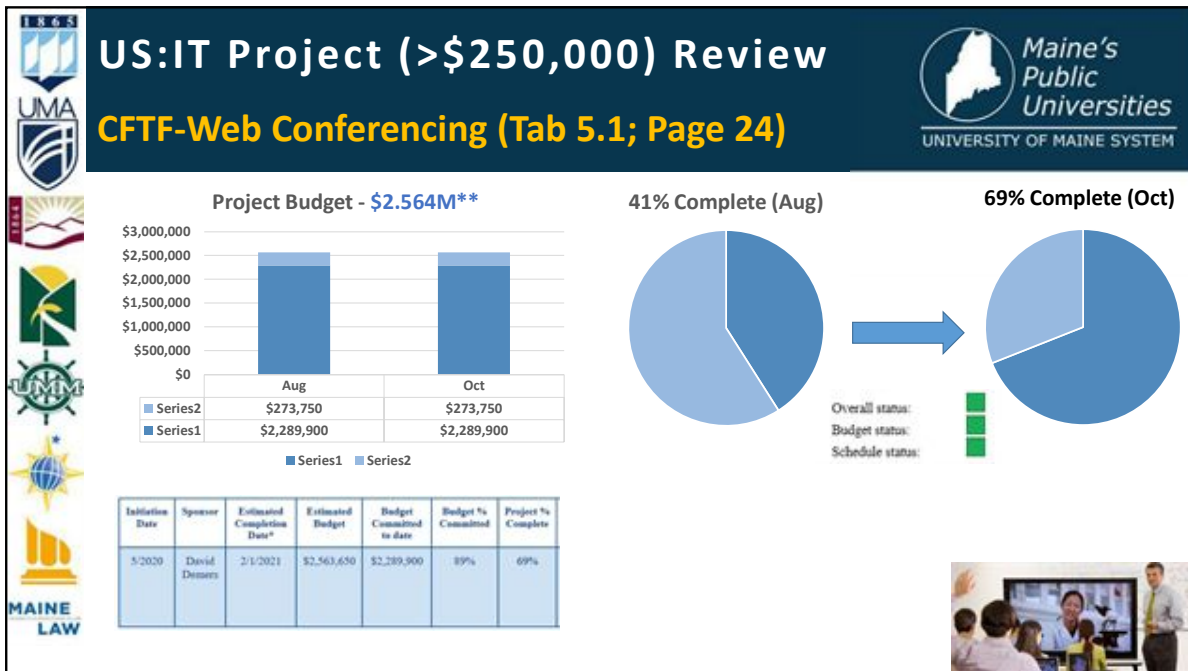 1865
US:IT Project (>$250,000) Review
CFTF-Web Conferencing (Tab 5.1; Page 24)
Maine's
Public
Universities
UNIVERSITY OF MAINE SYSTEM
UMA
1864
UMM
MAINE
LAW
Project Budget - $2.564M**
$3,000,000
$2,500,000
$2,000,000
$1,500,000
$1,000,000
$500,000
$0
Aug Oct
Series2 $273,750 $273,750
Series1 $2,289,900 $2,289,900
Series1 Series2
41% Complete (Aug)
69% Complete (Oct)
Overall status:
Budget status:
Schedule status:
Initiation Date Sponsor Estimated Completion Date* Estimated Budget Budget Committed to date Budget % Committed Project % Complete
5/2020 David Demers 2/1/2021 $2,563,650 $2,289,900 89% 69%